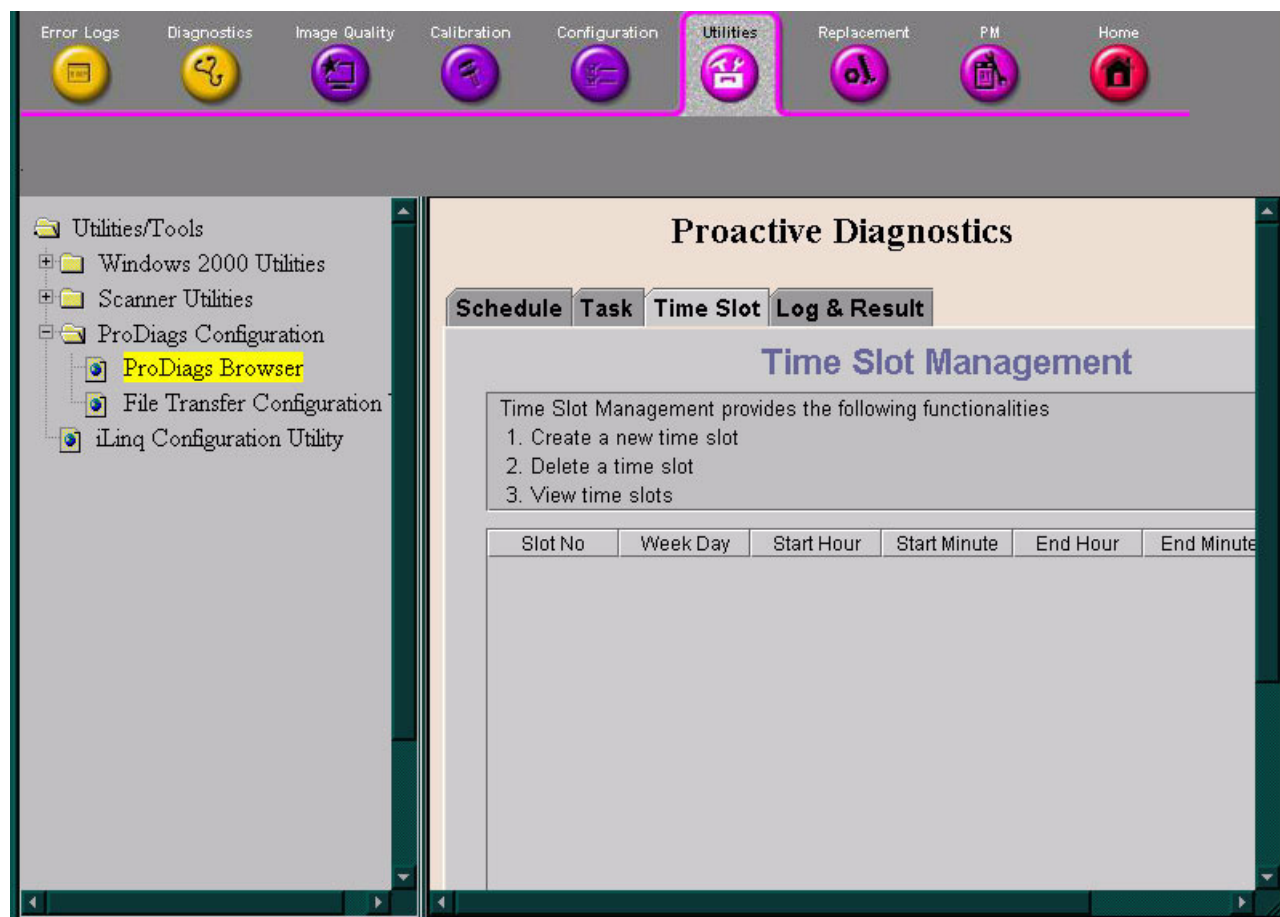 Error Logs Diagnostics Image Quality Calibration Configuration Utilities Replacement PM Home
Utilities/Tools
Windows 2000 Utilities
Scanner Utilities
ProDiags Configuration
ProDiags Browser
File Transfer Configuration
iLinq Configuration Utility
Proactive Diagnostics
Schedule Task Time Slot Log & Result
Time Slot Management
Time Slot Management provides the following functionalities
1. Create a new time slot
2. Delete a time slot
3. View time slots
Slot No Week Day Start Hour Start Minute End Hour End Minute